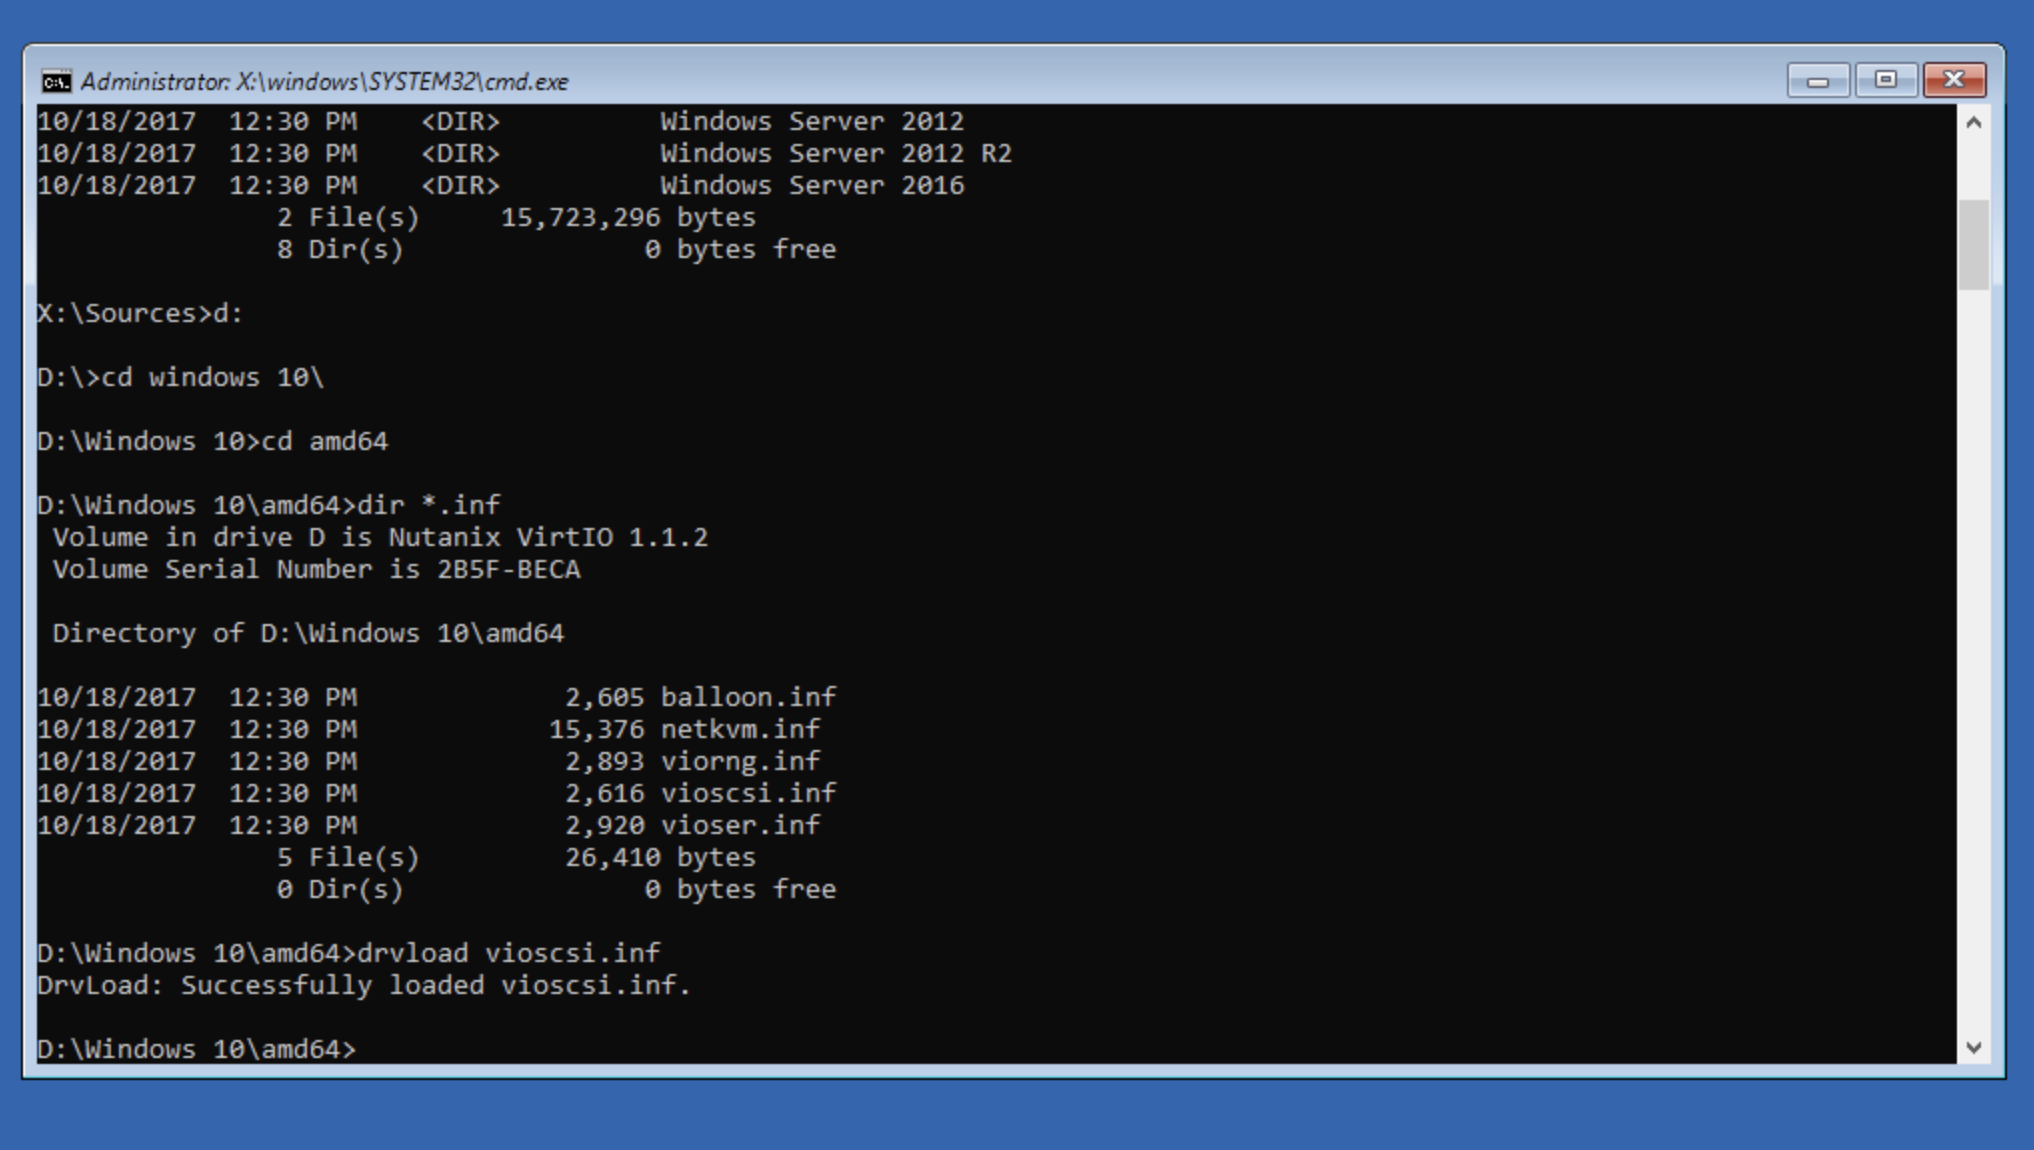 Administrator: X:\windows\SYSTEM32\cmd.exe
10/18/2017  12:30 PM    <DIR>          Windows Server 2012
10/18/2017  12:30 PM    <DIR>          Windows Server 2012 R2
10/18/2017  12:30 PM    <DIR>          Windows Server 2016
               2 File(s)     15,723,296 bytes
               8 Dir(s)               0 bytes free
X:\Sources>d:
D:\>cd windows 10\
D:\Windows 10>cd amd64
D:\Windows 10\amd64>dir *.inf
 Volume in drive D is Nutanix VirtIO 1.1.2
 Volume Serial Number is 2B5F-BECA
 Directory of D:\Windows 10\amd64
10/18/2017  12:30 PM             2,605 balloon.inf
10/18/2017  12:30 PM            15,376 netkvm.inf
10/18/2017  12:30 PM             2,893 viorng.inf
10/18/2017  12:30 PM             2,616 vioscsi.inf
10/18/2017  12:30 PM             2,920 vioser.inf
               5 File(s)         26,410 bytes
               0 Dir(s)               0 bytes free
D:\Windows 10\amd64>drvload vioscsi.inf
DrvLoad: Successfully loaded vioscsi.inf.
D:\Windows 10\amd64>